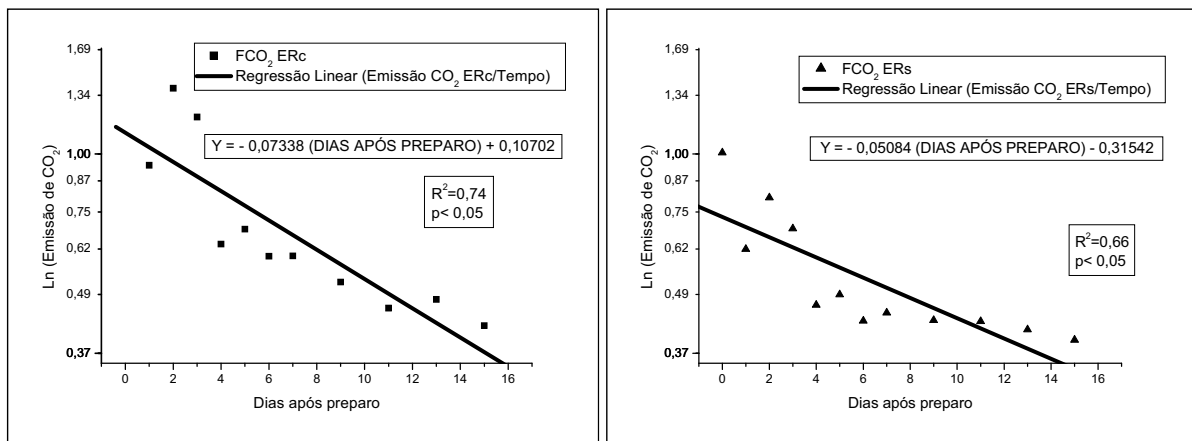 FCO₂ ERc
Regressão Linear (Emissão CO₂ ERc/Tempo)
Y = - 0,07338 (DIAS APÓS PREPARO) + 0,10702
R²=0,74
p< 0,05
Ln (Emissão de CO₂)
1,69
1,34
1,00
0,87
0,75
0,62
0,49
0,37
0 2 4 6 8 10 12 14 16
Dias após preparo
FCO₂ ERs
Regressão Linear (Emissão CO₂ ERs/Tempo)
Y = - 0,05084 (DIAS APÓS PREPARO) - 0,31542
R²=0,66
p< 0,05
Ln (Emissão de CO₂)
1,69
1,34
1,00
0,87
0,75
0,62
0,49
0,37
0 2 4 6 8 10 12 14 16
Dias após preparo